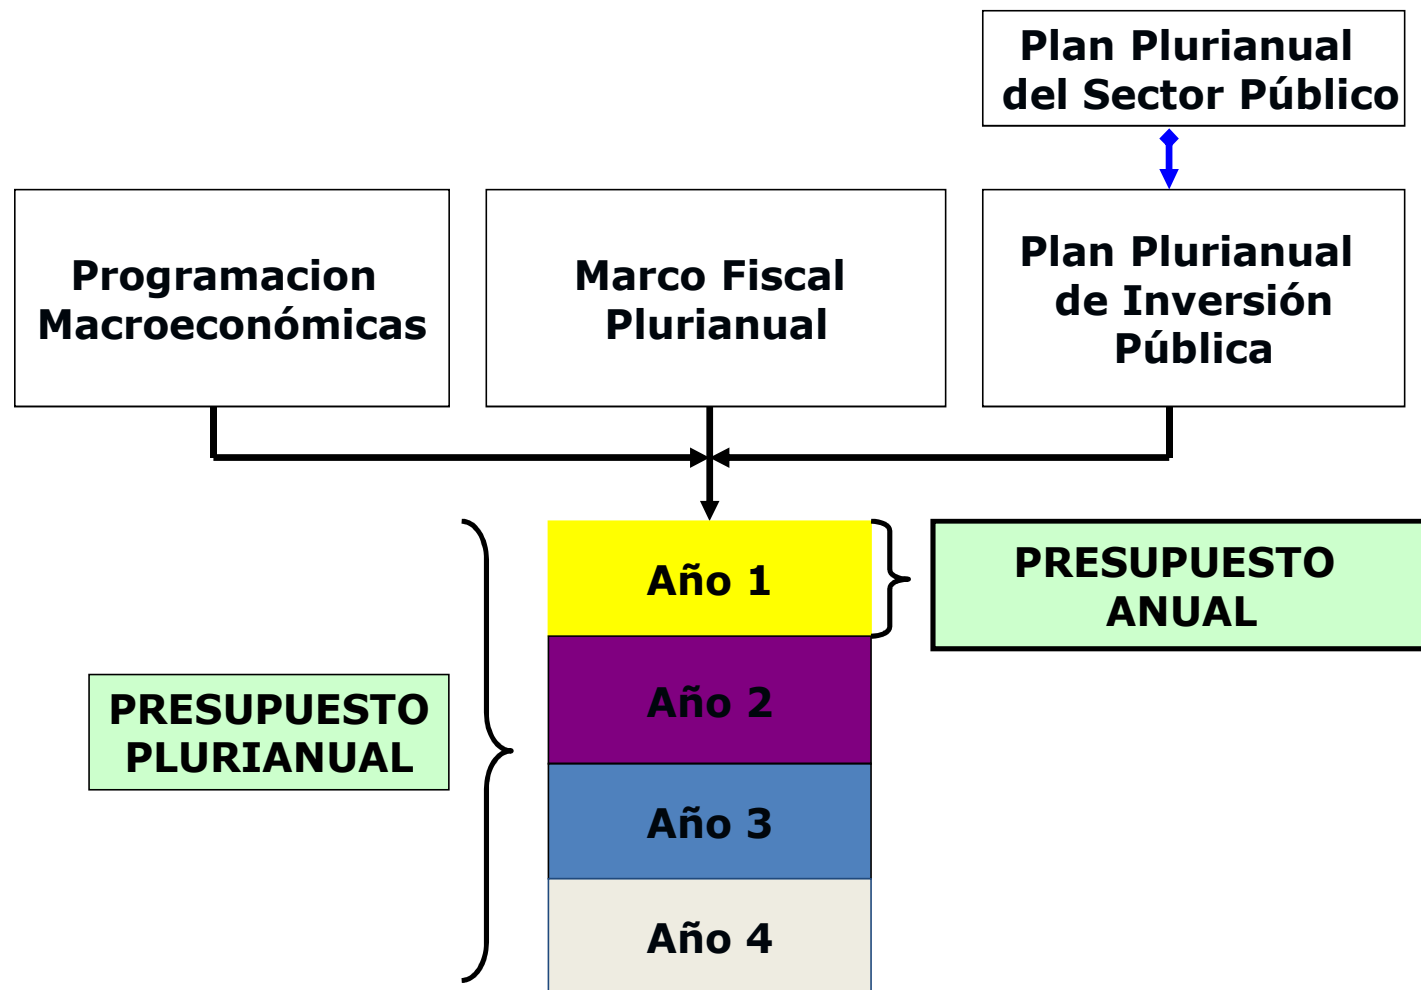 Plan Plurianual
del Sector Público
Programacion
Macroeconómicas
Marco Fiscal
Plurianual
Plan Plurianual
de Inversión
Pública
Año 1
PRESUPUESTO
ANUAL
Año 2
PRESUPUESTO
PLURIANUAL
Año 3
Año 4